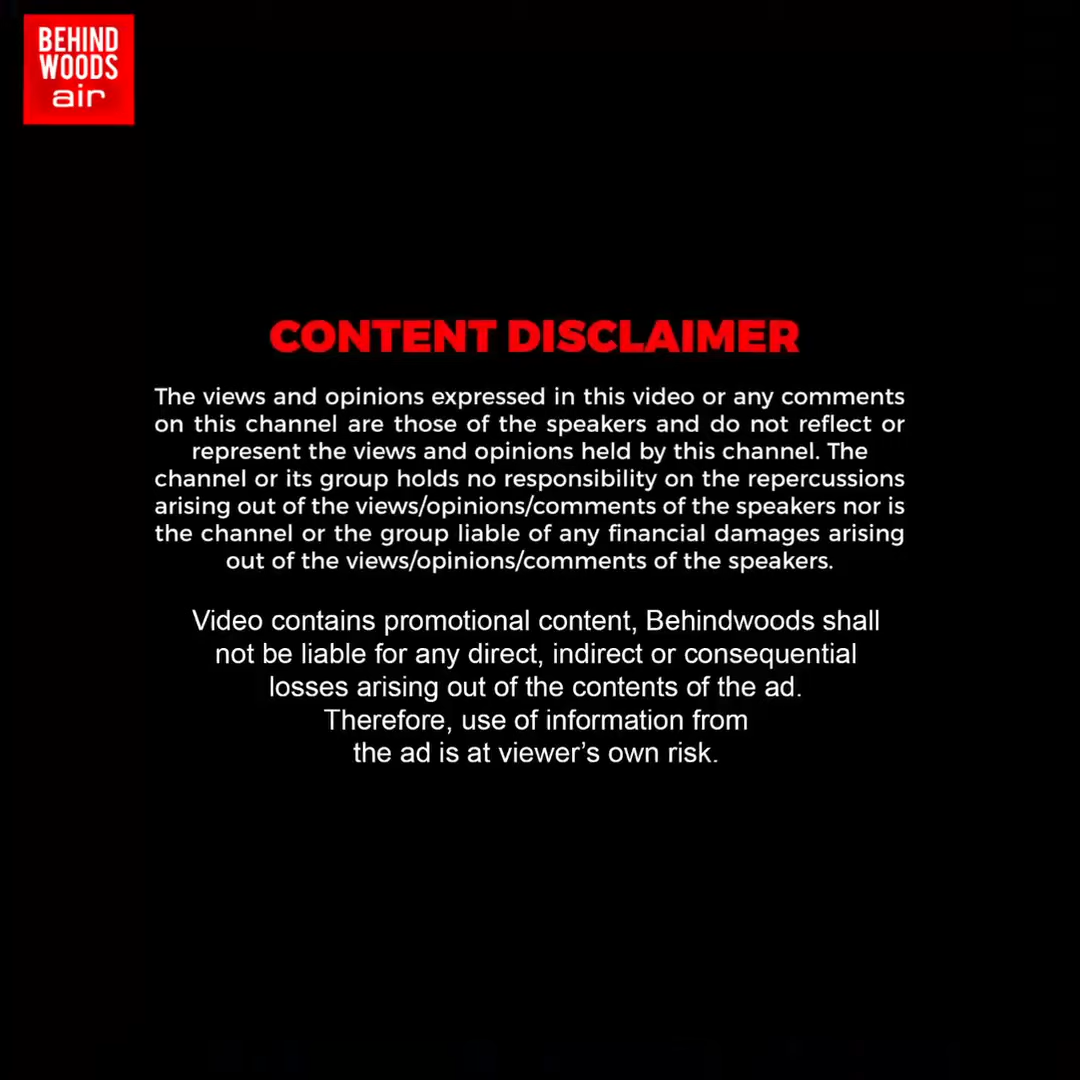 BEHIND
WOODS
air
CONTENT DISCLAIMER
The views and opinions expressed in this video or any comments
on this channel are those of the speakers and do not reflect or
represent the views and opinions held by this channel. The
channel or its group holds no responsibility on the repercussions
arising out of the views/opinions/comments of the speakers nor is
the channel or the group liable of any financial damages arising
out of the views/opinions/comments of the speakers.
Video contains promotional content, Behindwoods shall
not be liable for any direct, indirect or consequential
losses arising out of the contents of the ad.
Therefore, use of information from
the ad is at viewer’s own risk.